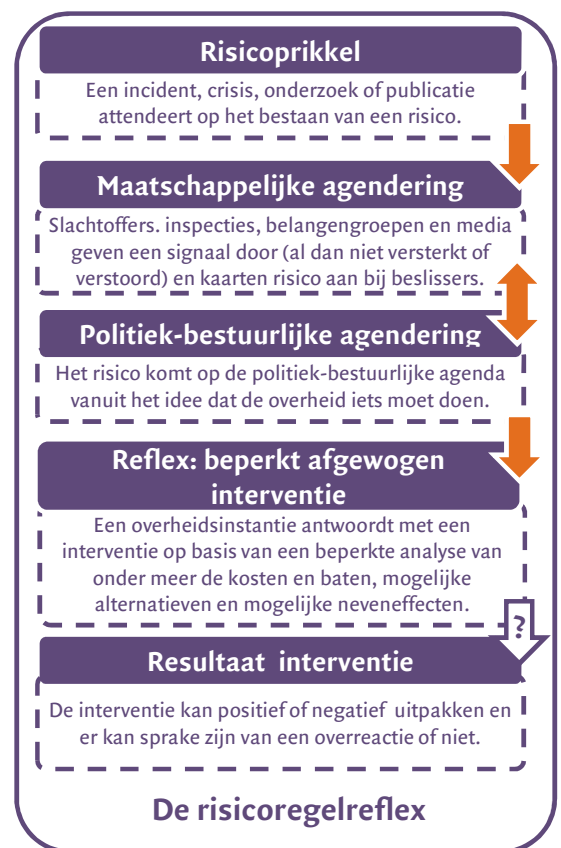 Risicoprikkel
Een incident, crisis, onderzoek of publicatie
attendeert op het bestaan van een risico.
Maatschappelijke agendering
Slachtoffers. inspecties, belangengroepen en media
geven een signaal door (al dan niet versterkt of
verstoord) en kaarten risico aan bij beslissers.
Politiek-bestuurlijke agendering
Het risico komt op de politiek-bestuurlijke agenda
vanuit het idee dat de overheid iets moet doen.
Reflex: beperkt afgewogen
interventie
Een overheidsinstantie antwoordt met een
interventie op basis van een beperkte analyse van
onder meer de kosten en baten, mogelijke
alternatieven en mogelijke neveneffecten.
?
Resultaat interventie
De interventie kan positief of negatief uitpakken en
er kan sprake zijn van een overreactie of niet.
De risicoregelreflex